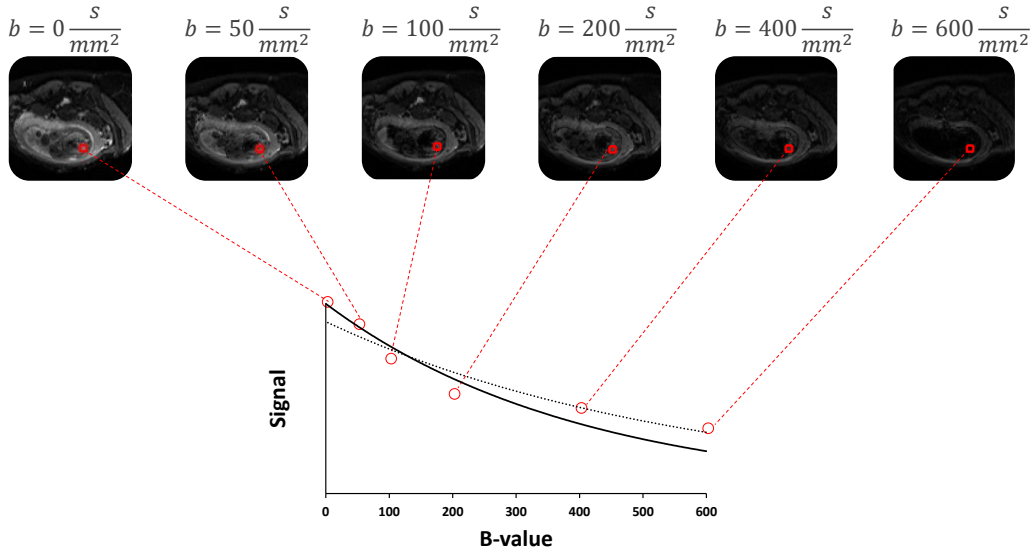 b = 0 s/mm²
b = 50 s/mm²
b = 100 s/mm²
b = 200 s/mm²
b = 400 s/mm²
b = 600 s/mm²
Signal
0 100 200 300 400 500 600
B-value